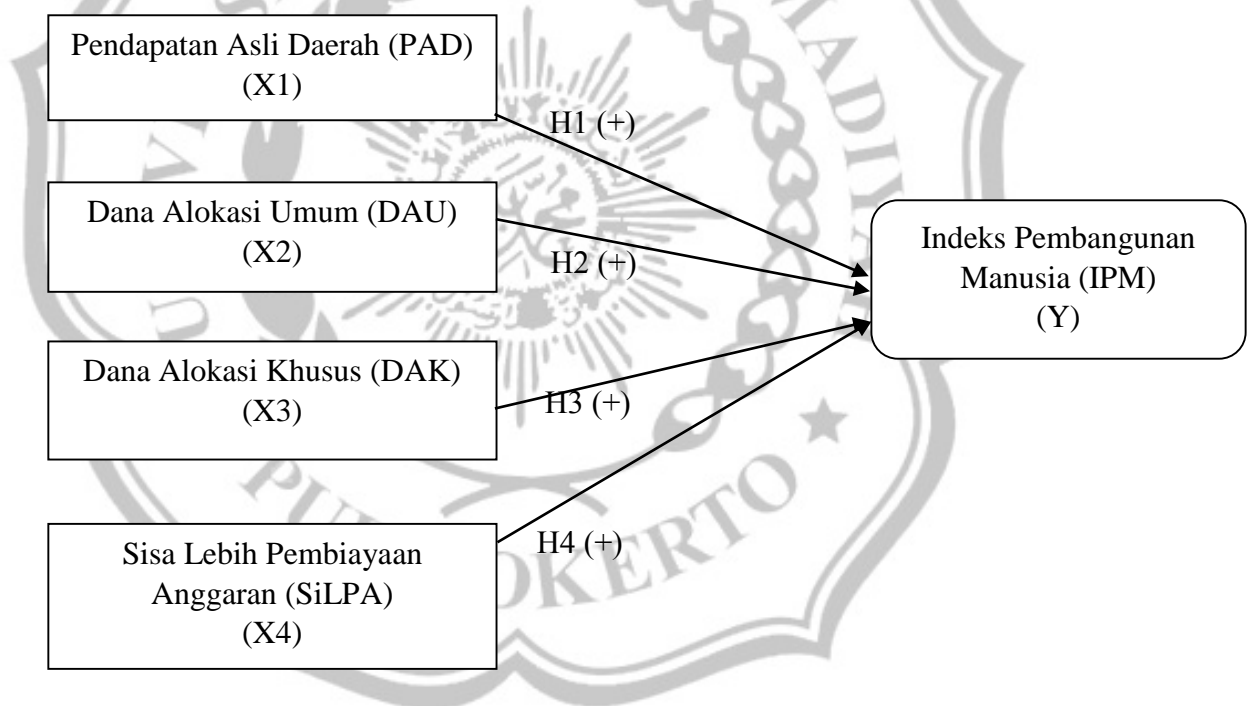 Pendapatan Asli Daerah (PAD)
(X1)
H1 (+)
Dana Alokasi Umum (DAU)
(X2)
H2 (+)
Indeks Pembangunan
Manusia (IPM)
(Y)
Dana Alokasi Khusus (DAK)
(X3)
H3 (+)
Sisa Lebih Pembiayaan
Anggaran (SiLPA)
(X4)
H4 (+)